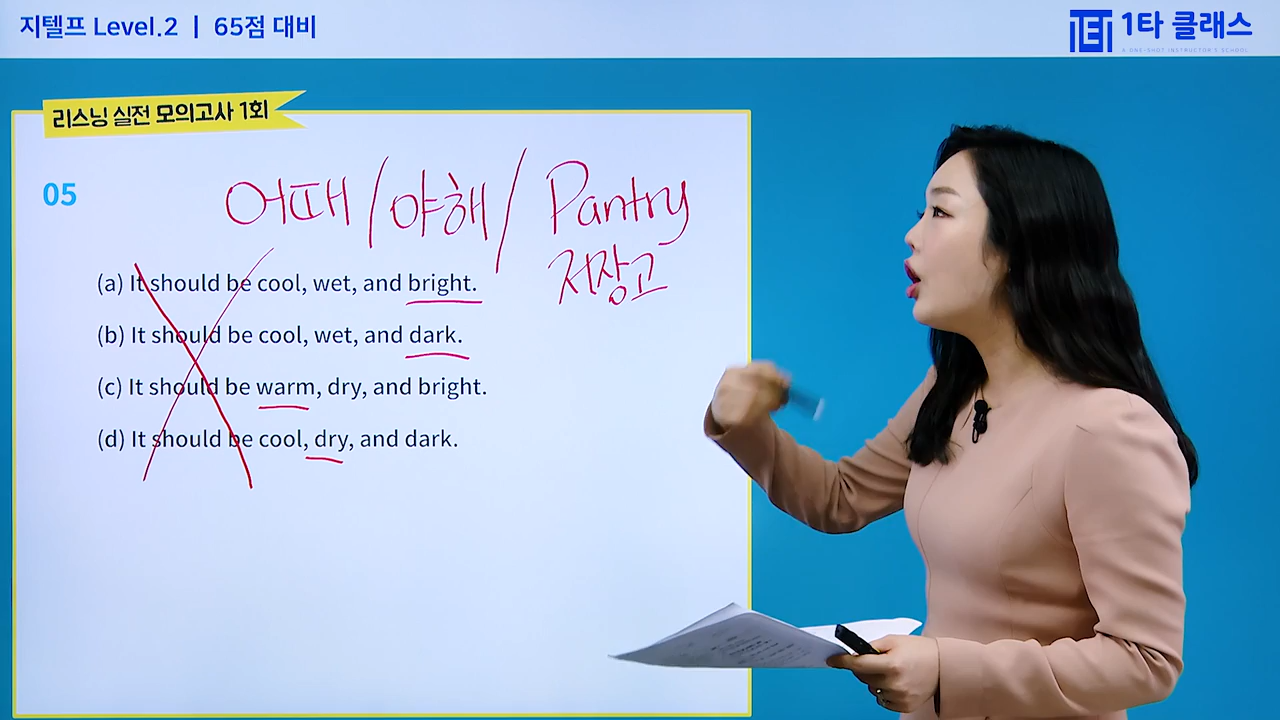 지텔프 Level.2 | 65점 대비
1타 클래스
A ONE-SHOT INSTRUCTOR'S SCHOOL
리스닝 실전 모의고사 1회
05
어때 / 야해 / Pantry
저장고
(a) It should be cool, wet, and bright.
(b) It should be cool, wet, and dark.
(c) It should be warm, dry, and bright.
(d) It should be cool, dry, and dark.